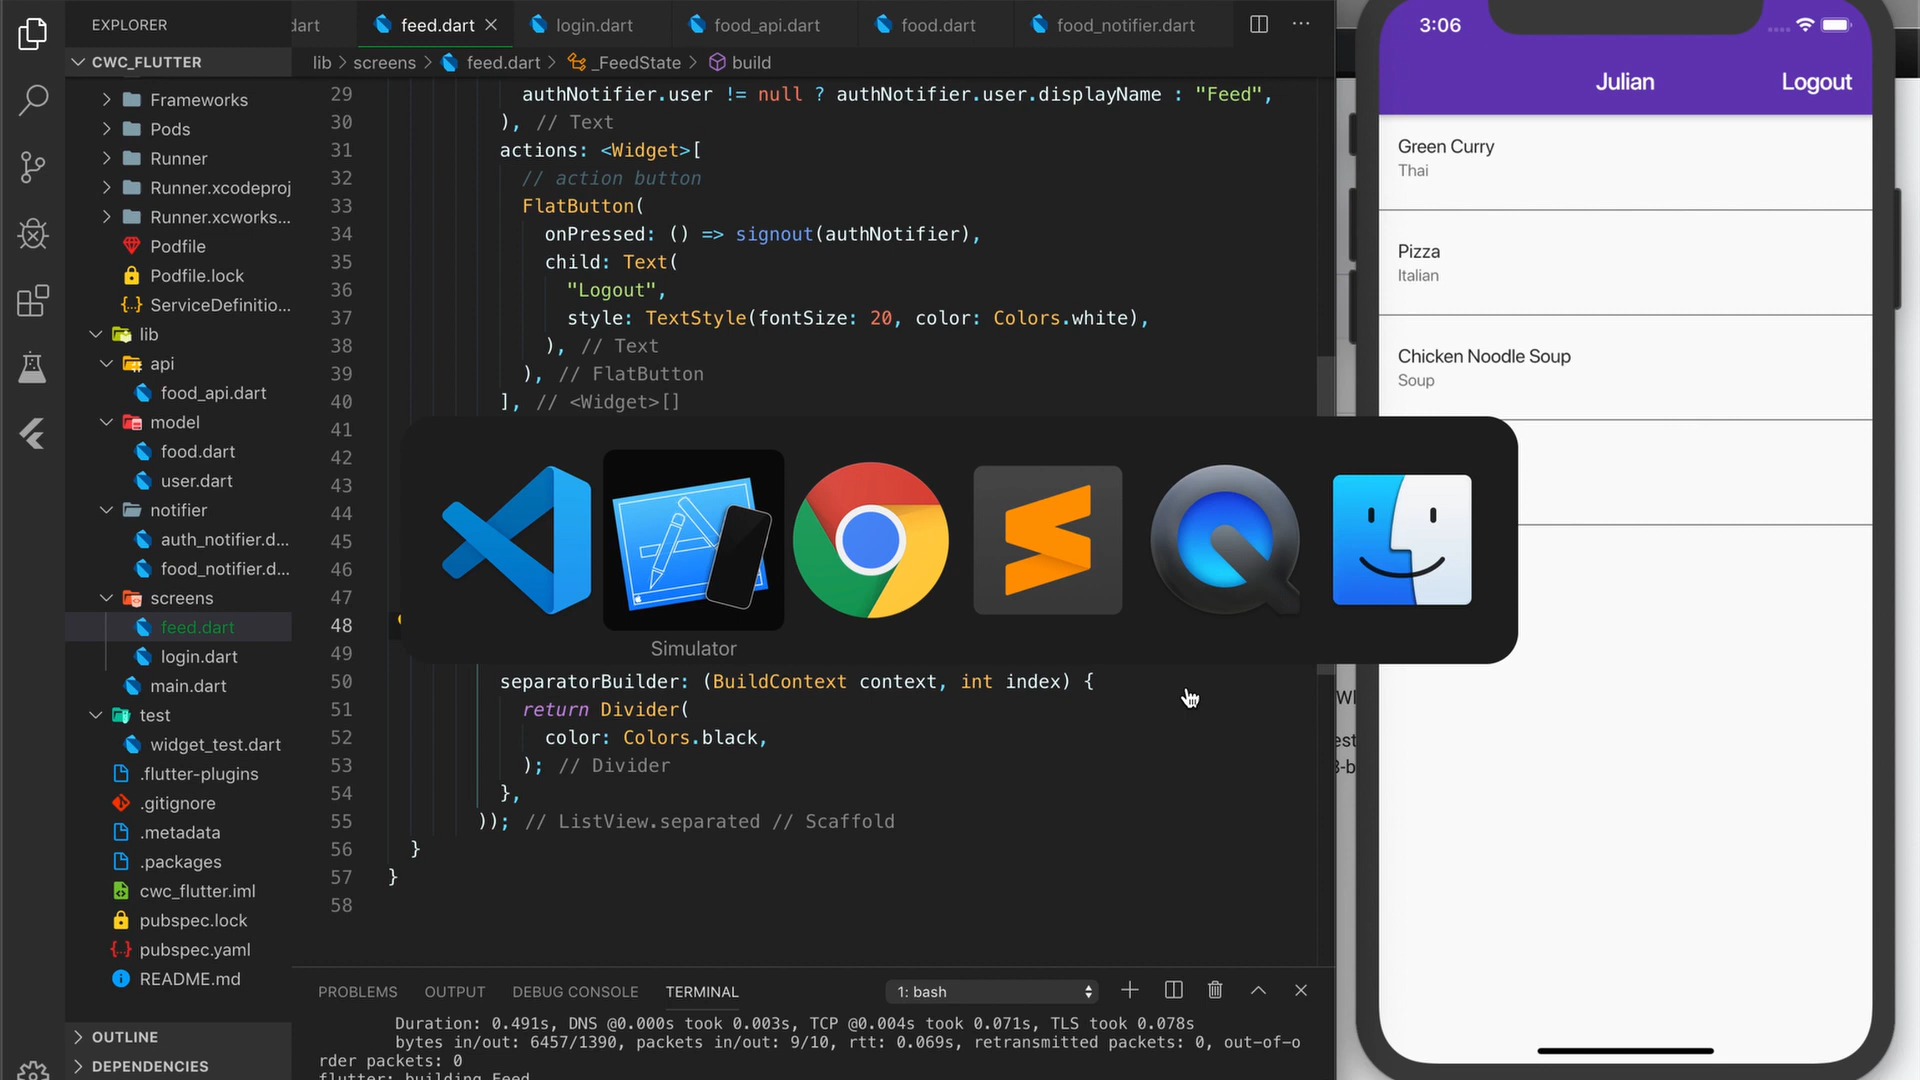 EXPLORER
CWC_FLUTTER
Frameworks
Pods
Runner
Runner.xcodeproj
Runner.xcworks...
Podfile
Podfile.lock
ServiceDefinitio...
lib
api
food_api.dart
model
food.dart
user.dart
notifier
auth_notifier.d...
food_notifier.d...
screens
feed.dart
login.dart
main.dart
test
widget_test.dart
.flutter-plugins
.gitignore
.metadata
.packages
cwc_flutter.iml
pubspec.lock
pubspec.yaml
README.md
OUTLINE
DEPENDENCIES
dart feed.dart login.dart food_api.dart food.dart food_notifier.dart
lib > screens > feed.dart > _FeedState > build
29 authNotifier.user != null ? authNotifier.user.displayName : "Feed",
30 ), // Text
31 actions: <Widget>[
32 // action button
33 FlatButton(
34 onPressed: () => signout(authNotifier),
35 child: Text(
36 "Logout",
37 style: TextStyle(fontSize: 20, color: Colors.white),
38 ), // Text
39 ), // FlatButton
40 ], // <Widget>[]
41
42
43
44
45
46
47
48
49
50 separatorBuilder: (BuildContext context, int index) {
51 return Divider(
52 color: Colors.black,
53 ); // Divider
54 },
55 )); // ListView.separated // Scaffold
56 }
57 }
58
Simulator
PROBLEMS OUTPUT DEBUG CONSOLE TERMINAL 1: bash
Duration: 0.491s, DNS @0.000s took 0.003s, TCP @0.004s took 0.071s, TLS took 0.078s
bytes in/out: 6457/1390, packets in/out: 9/10, rtt: 0.069s, retransmitted packets: 0, out-of-o
rder packets: 0
flutter: building Feed
3:06
Julian Logout
Green Curry
Thai
Pizza
Italian
Chicken Noodle Soup
Soup